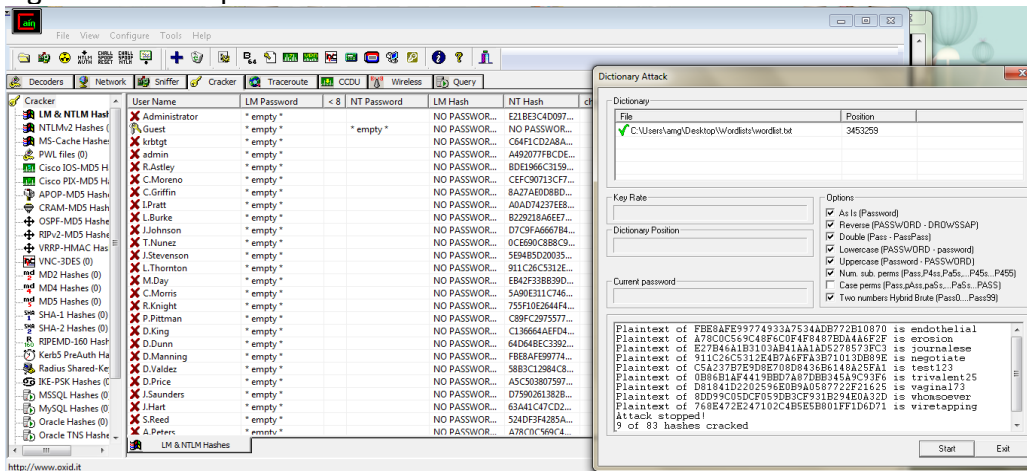 File View Configure Tools Help
Decoders Network Sniffer Cracker Traceroute CCDU Wireless Query
Cracker
LM & NTLM Hash
NTLMv2 Hashes (
MS-Cache Hashe
PWL files (0)
Cisco IOS-MD5 H
Cisco PIX-MD5 Ha
APOP-MD5 Hash
CRAM-MD5 Hash
OSPF-MD5 Hashe
RIPv2-MD5 Hashe
VRRP-HMAC Has
VNC-3DES (0)
MD2 Hashes (0)
MD4 Hashes (0)
MD5 Hashes (0)
SHA-1 Hashes (0)
SHA-2 Hashes (0)
RIPEMD-160 Hash
Kerb5 PreAuth Ha
Radius Shared-Ke
IKE-PSK Hashes (0
MSSQL Hashes (0)
MySQL Hashes (0)
Oracle Hashes (0)
Oracle TNS Hashe
User Name LM Password < 8 NT Password LM Hash NT Hash ch
Administrator * empty * NO PASSWOR... E21BE3C4D097...
Guest * empty * * empty * NO PASSWOR... NO PASSWOR...
krbtgt * empty * NO PASSWOR... C64F1CD2A8A...
admin * empty * NO PASSWOR... A492077FBCDE...
R.Astley * empty * NO PASSWOR... BDE1966C3159...
C.Moreno * empty * NO PASSWOR... CEFC90713CF7...
C.Griffin * empty * NO PASSWOR... 8A27AE0D8BD...
I.Pratt * empty * NO PASSWOR... A0AD74237EE8...
L.Burke * empty * NO PASSWOR... B229218A6EE7...
J.Johnson * empty * NO PASSWOR... D7C9FA6667B4...
T.Nunez * empty * NO PASSWOR... 0CE690C8B8C9...
J.Stevenson * empty * NO PASSWOR... 5E94B5D20035...
L.Thornton * empty * NO PASSWOR... 911C26C5312E...
M.Day * empty * NO PASSWOR... EB42F33BB39D...
C.Morris * empty * NO PASSWOR... 5A90E311C746...
R.Knight * empty * NO PASSWOR... 755F10E2644F4...
P.Pittman * empty * NO PASSWOR... C89FC2975577...
D.King * empty * NO PASSWOR... C136664AEFD4...
D.Dunn * empty * NO PASSWOR... 64D64BEC3392...
D.Manning * empty * NO PASSWOR... FBE8AFE99774...
D.Valdez * empty * NO PASSWOR... 58B3C12984C8...
D.Price * empty * NO PASSWOR... A5C503807597...
J.Saunders * empty * NO PASSWOR... D7590261382B...
J.Hart * empty * NO PASSWOR... 63A41C47CD2...
S.Reed * empty * NO PASSWOR... 524DF3F4285A...
A.Peters * empty * NO PASSWOR... A78C0C569C4...
LM & NTLM Hashes
http://www.oxid.it
Dictionary Attack
Dictionary
File Position
C:\Users\amg\Desktop\Wordlists\wordlist.txt 3453259
Key Rate
Dictionary Position
Current password
Options
As Is (Password)
Reverse (PASSWORD - DROWSSAP)
Double (Pass - PassPass)
Lowercase (PASSWORD - password)
Uppercase (Password - PASSWORD)
Num. sub. perms (Pass,P4ss,Pa5s,...P45s...P455)
Case perms (Pass,pAss,paSs,...PaSs...PASS)
Two numbers Hybrid Brute (Pass0....Pass99)
Plaintext of FBE8AFE99774933A7534ADB772B10870 is endothelial
Plaintext of A78C0C569C48F6C0F4F8487BDA4A6F2F is erosion
Plaintext of E27B46A1B3103AB41AA1AD5278573FC3 is journalese
Plaintext of 911C26C5312E4B7A6FFA3B71013DB89E is negotiate
Plaintext of C5A237B7E9D8E708D8436B6148A25FA1 is test123
Plaintext of 0B86B1AF4419BBD7A87DBB345A9C93F6 is trivalent25
Plaintext of D81841D2202596E0B9A0587722F21625 is vaginal73
Plaintext of 8DD99C05DCF059DB3CF931B294E0A32D is whomsoever
Plaintext of 768E472E247102C4B5E5B801FF1D6D71 is wiretapping
Attack stopped!
9 of 83 hashes cracked
Start Exit